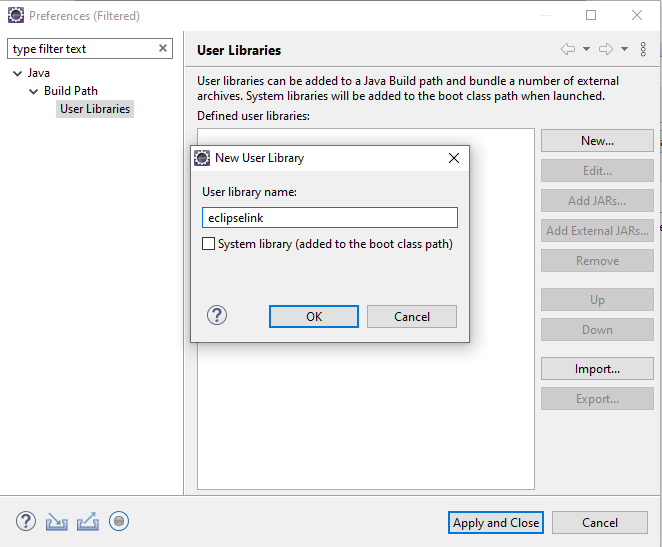 Preferences (Filtered)
type filter text
Java
Build Path
User Libraries
User Libraries
User libraries can be added to a Java Build path and bundle a number of external
archives. System libraries will be added to the boot class path when launched.
Defined user libraries:
New...
Edit...
Add JARs...
Add External JARs...
Remove
Up
Down
Import...
Export...
New User Library
User library name:
eclipselink
System library (added to the boot class path)
?
OK
Cancel
?
Apply and Close
Cancel